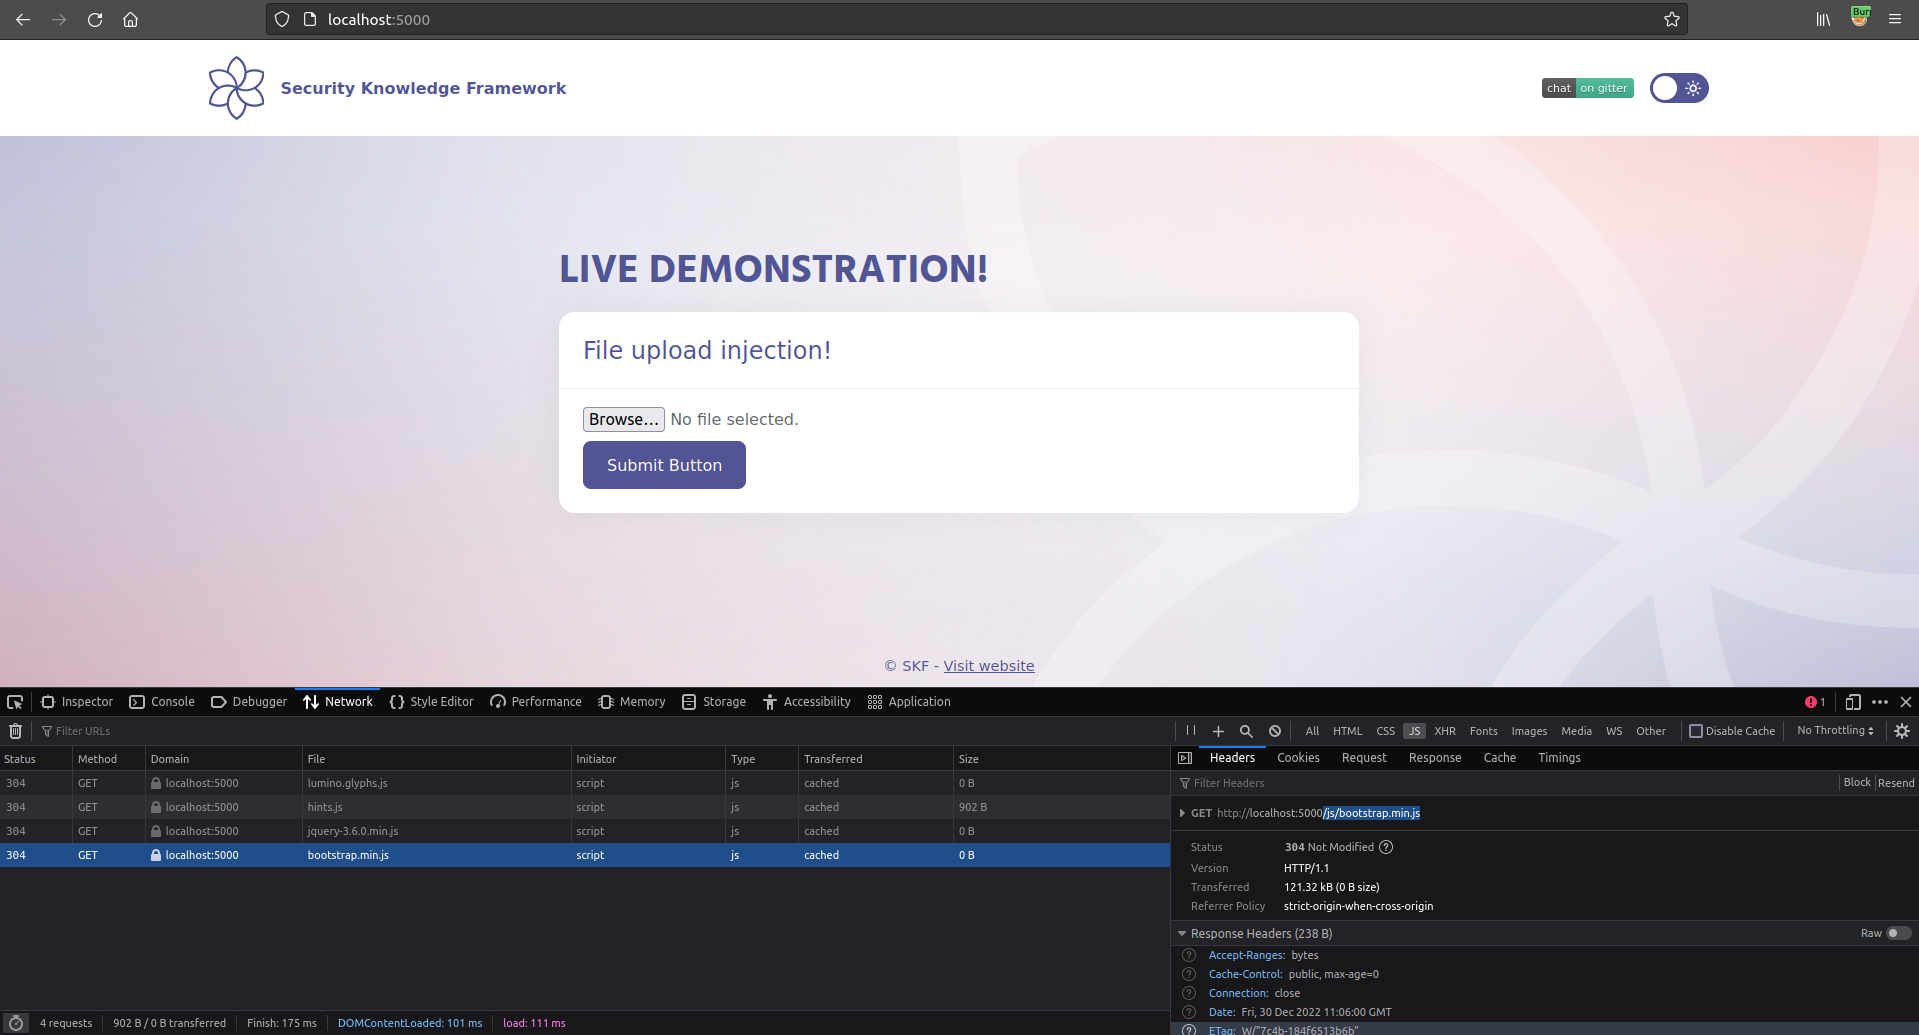 localhost:5000
Bur
Security Knowledge Framework
chat on gitter
LIVE DEMONSTRATION!
File upload injection!
Browse... No file selected.
Submit Button
© SKF - Visit website
Inspector Console Debugger Network Style Editor Performance Memory Storage Accessibility Application 1
Filter URLs All HTML CSS JS XHR Fonts Images Media WS Other Disable Cache No Throttling
Status Method Domain File Initiator Type Transferred Size
304 GET localhost:5000 lumino.glyphs.js script js cached 0 B
304 GET localhost:5000 hints.js script js cached 902 B
304 GET localhost:5000 jquery-3.6.0.min.js script js cached 0 B
304 GET localhost:5000 bootstrap.min.js script js cached 0 B
4 requests 902 B / 0 B transferred Finish: 175 ms DOMContentLoaded: 101 ms load: 111 ms
Headers Cookies Request Response Cache Timings
Filter Headers Block Resend
GET http://localhost:5000/js/bootstrap.min.js
Status 304 Not Modified ?
Version HTTP/1.1
Transferred 121.32 kB (0 B size)
Referrer Policy strict-origin-when-cross-origin
Response Headers (238 B) Raw
? Accept-Ranges: bytes
? Cache-Control: public, max-age=0
? Connection: close
? Date: Fri, 30 Dec 2022 11:06:00 GMT
? ETag: W/"7c4b-184f6513b6b"